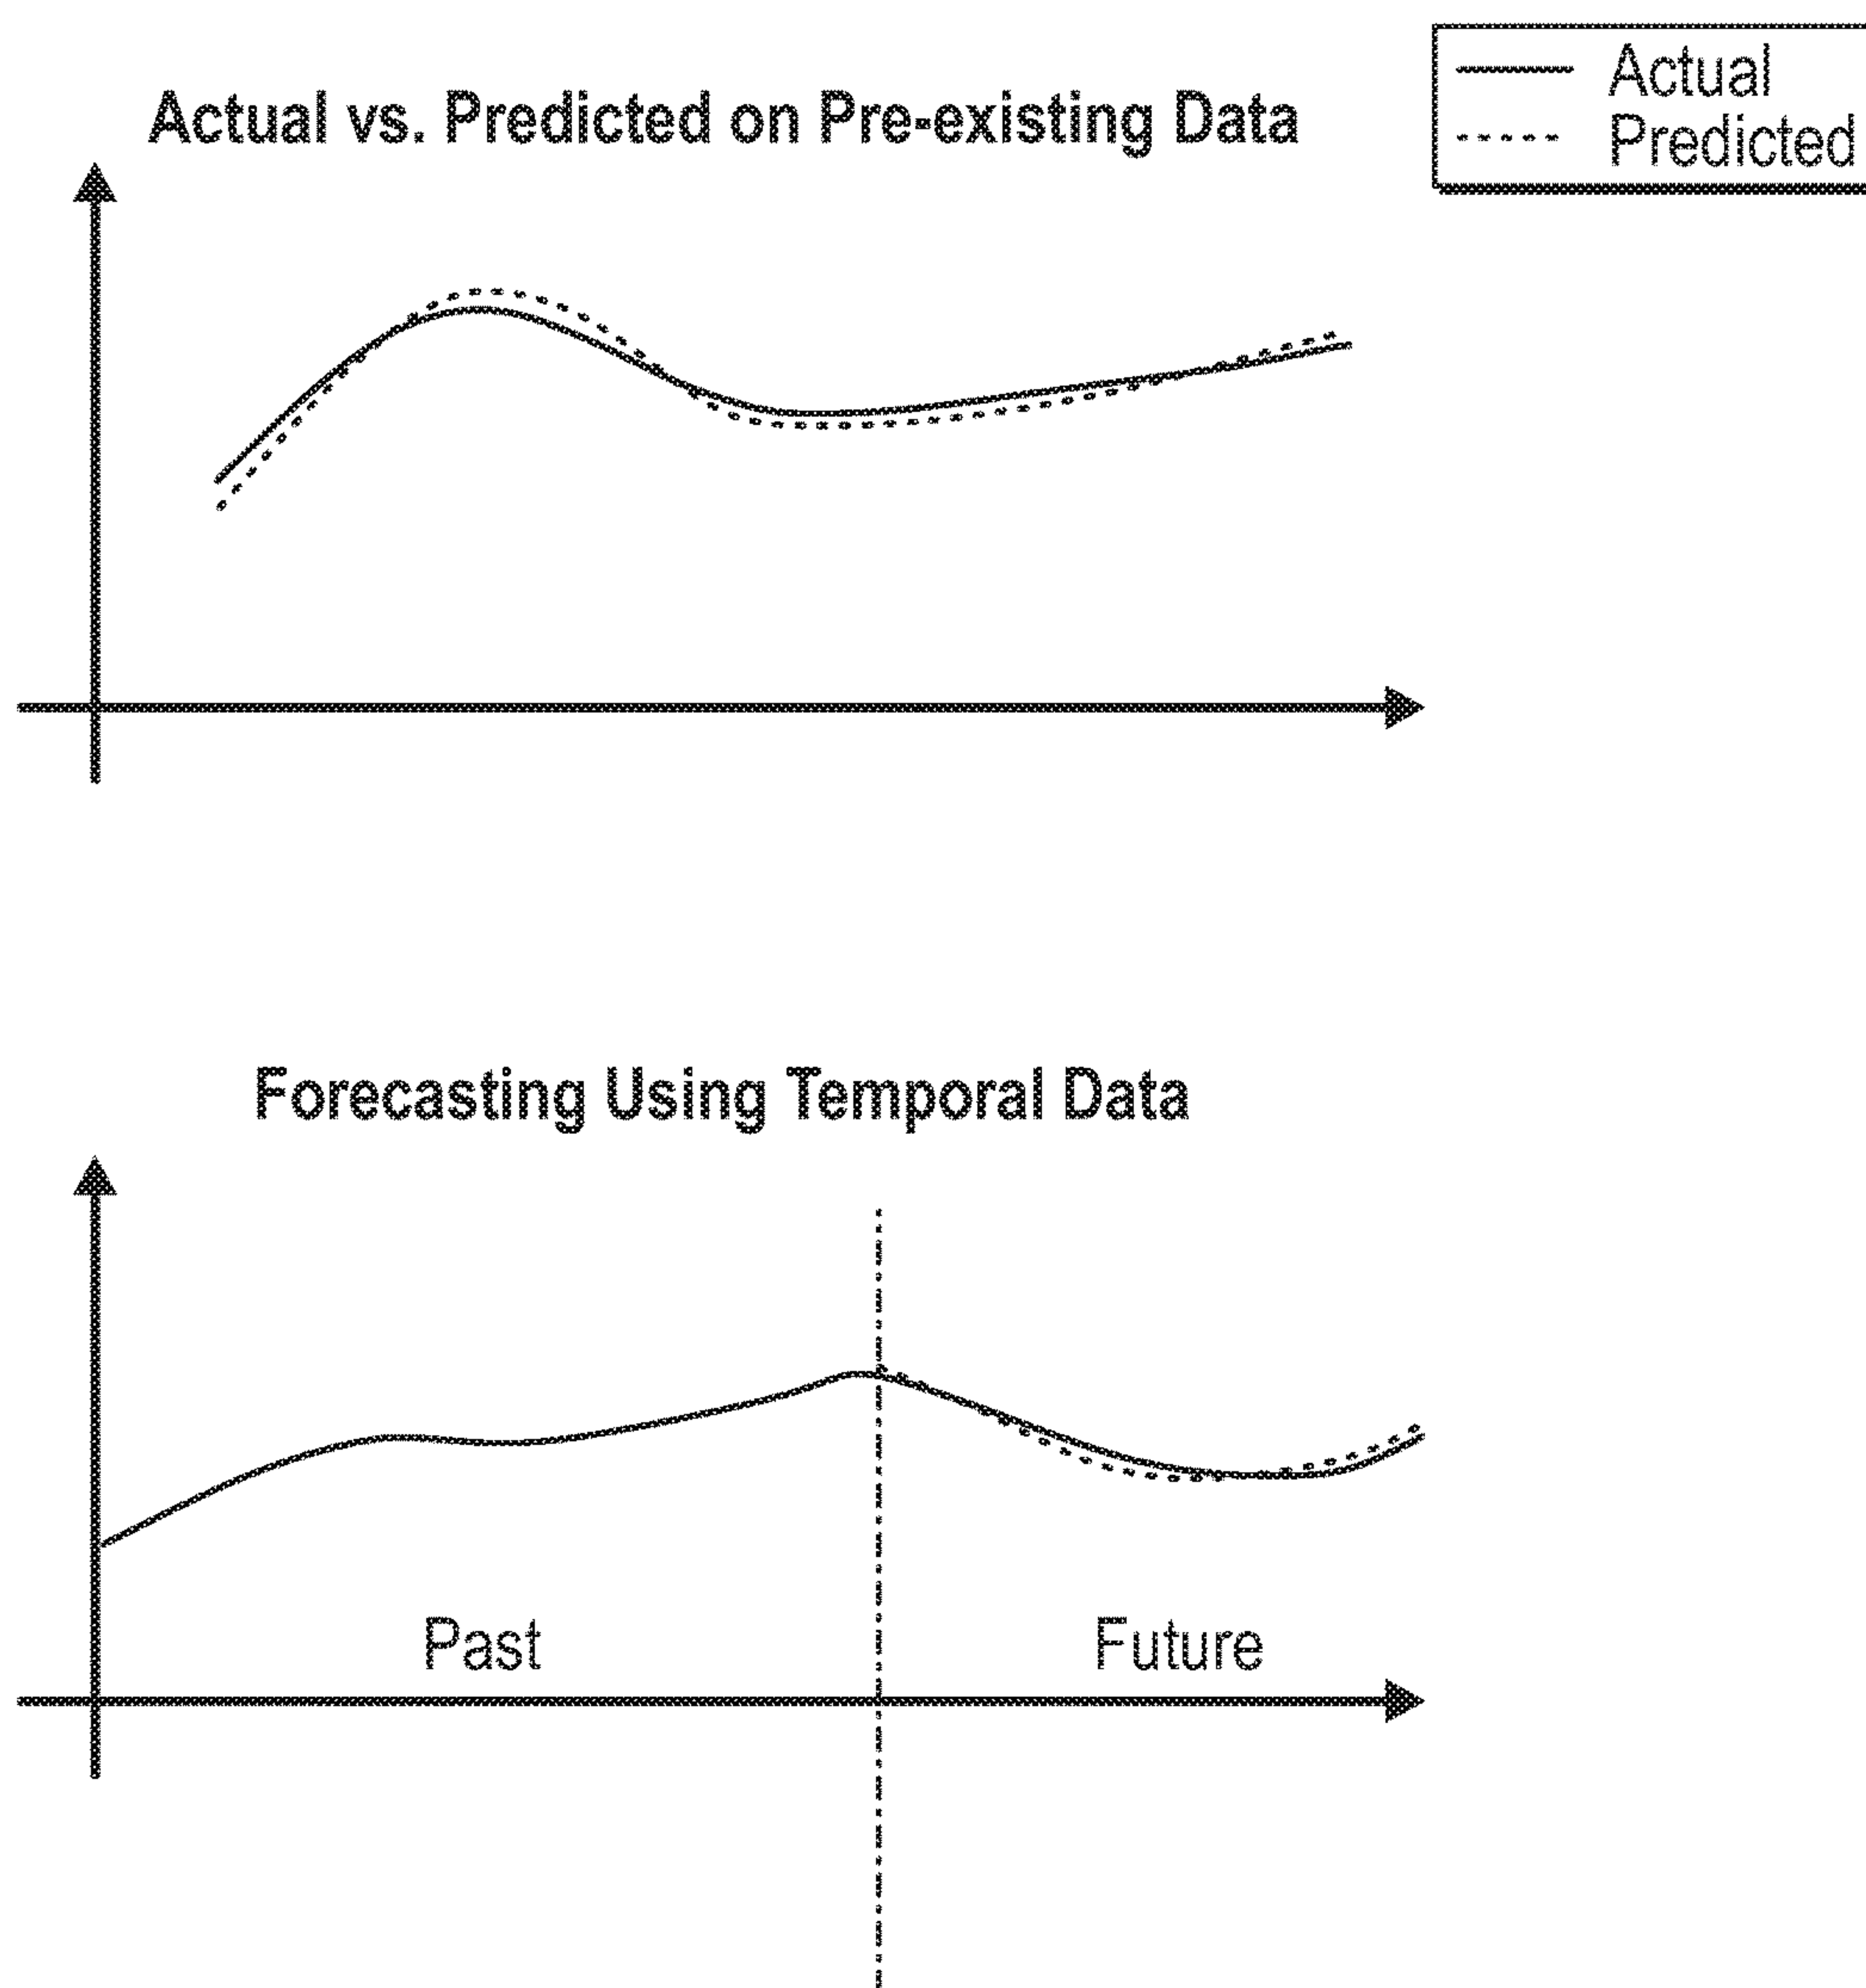 Actual vs. Predicted on Pre-existing Data
Actual
Predicted
Forecasting Using Temporal Data
Past
Future